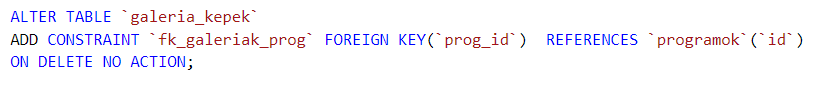 ALTER TABLE `galeria_kepek`
ADD CONSTRAINT `fk_galeriak_prog` FOREIGN KEY(`prog_id`)  REFERENCES `programok`(`id`)
ON DELETE NO ACTION;